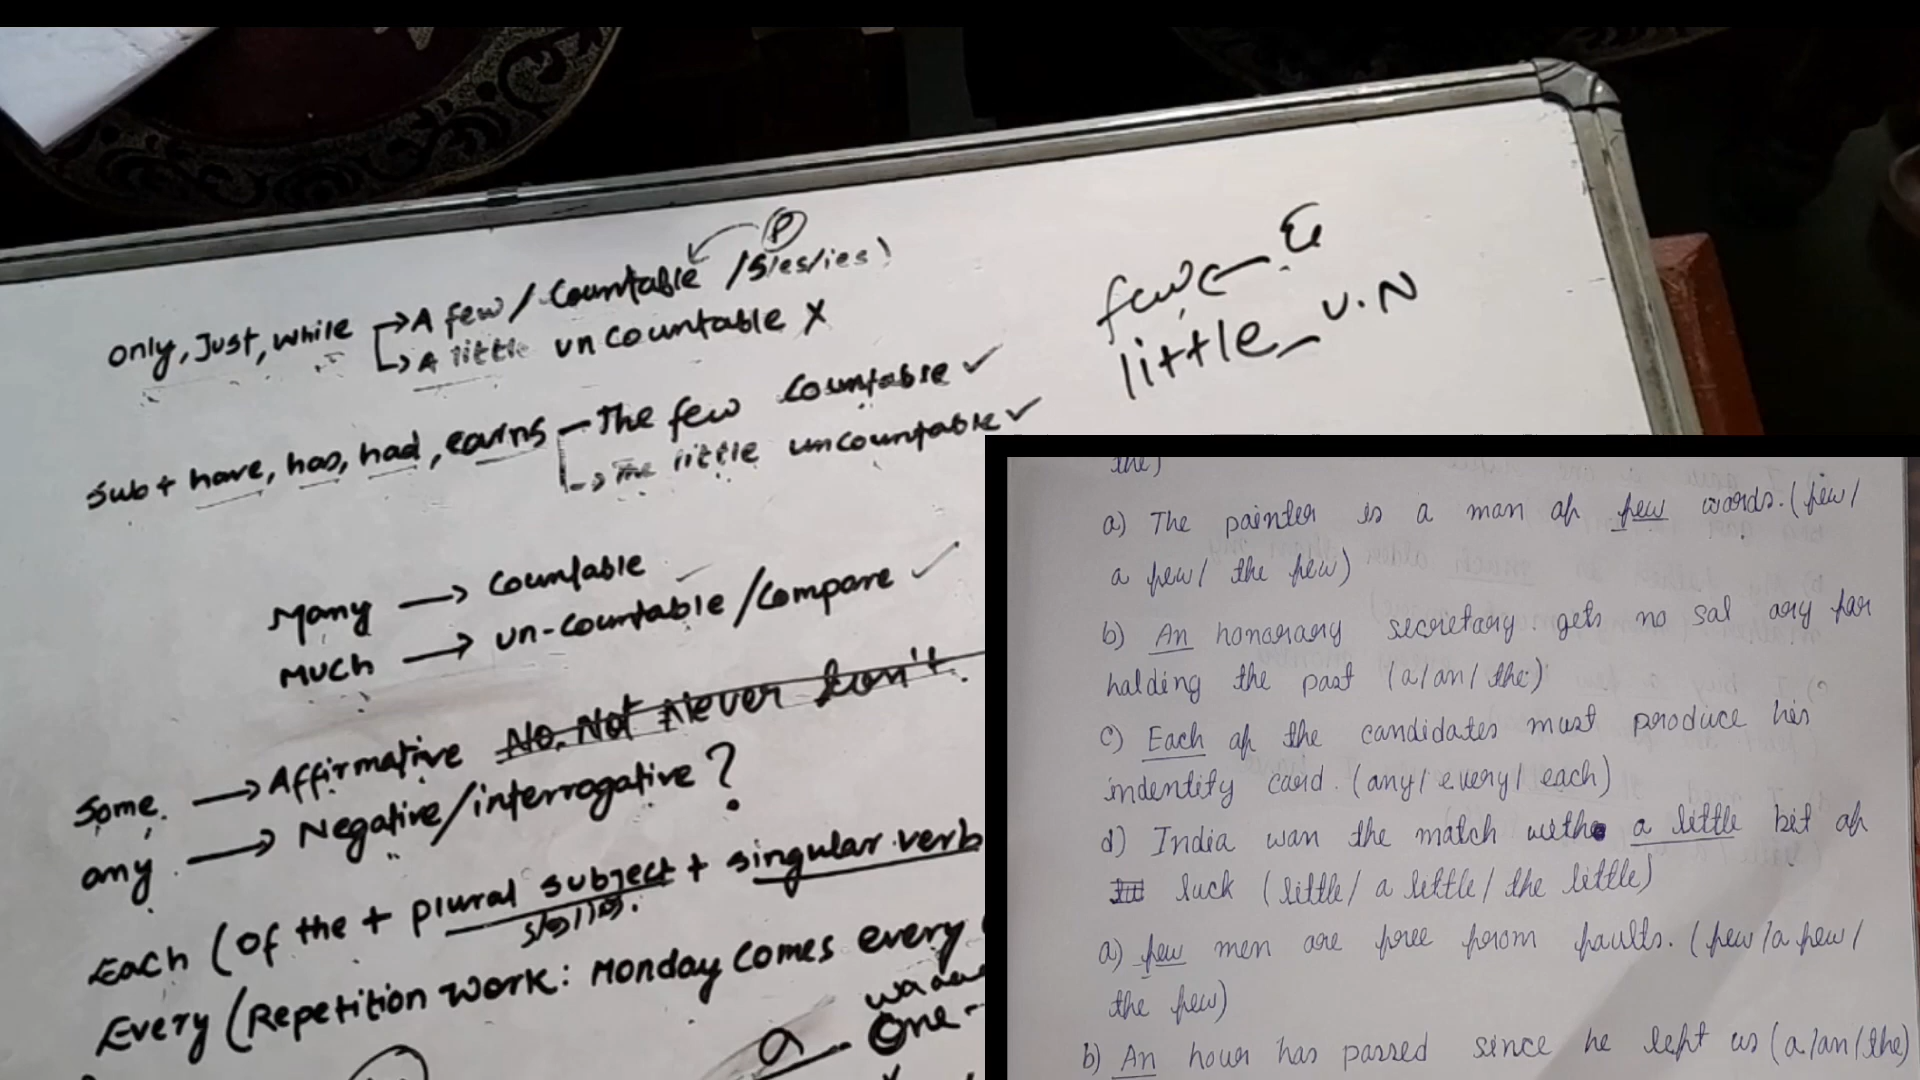 only, Just, while → A few / Countable / s/es/ies)
P
→ A little uncountable X
few ← C
little - U.N
Sub + have, has, had, earns - The few Countable ✓
→ The little uncountable ✓
Many → Countable
Much → un-Countable / Compare ✓
Some → Affirmative No, Not Never Don't.
any → Negative/interrogative?
Each (of the + plural subject + singular verb
s/es/ies.
Every (Repetition work: Monday comes every
a - One -
the)
a) The painter is a man of few words. (few/
a few/ the few)
b) An honorary secretary gets no sal ary for
holding the post (a/an/the)
c) Each of the candidates must produce his
indentify card. (any/every/each)
d) India won the match with a little bit of
luck (little/ a little/ the little)
a) few men are free from faults. (few/a few/
the few)
b) An hour has passed since he left us (a/an/the)